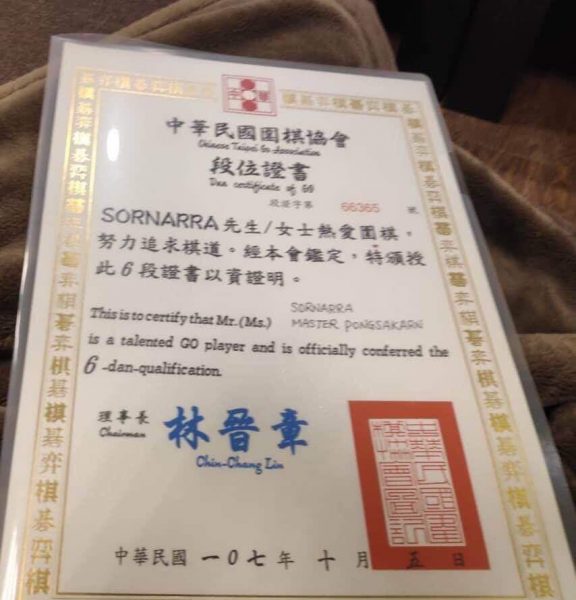 中華民國圍棋協會
Chinese Taipei Go Association
段位證書
Dan certificate of GO
段證字第 66365 號
SORNARRA 先生/女士熱愛圍棋，
努力追求棋道。經本會鑑定，特頒授
此6段證書以資證明。
This is to certify that Mr.(Ms.) SORNARRA
MASTER PONGSAKARN
is a talented GO player and is officially conferred the
6-dan-qualification.
理事長 林晉章
Chairman Chin-Chang Lin
中華民國 一〇七 年 十 月 五 日